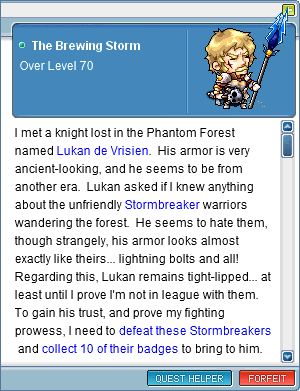 The Brewing Storm
Over Level 70
I met a knight lost in the Phantom Forest
named Lukan de Vrisien. His armor is very
ancient-looking, and he seems to be from
another era. Lukan asked if I knew anything
about the unfriendly Stormbreaker warriors
wandering the forest. He seems to hate them,
though strangely, his armor looks almost
exactly like theirs... lightning bolts and all!
Regarding this, Lukan remains tight-lipped... at
least until I prove I'm not in league with them.
To gain his trust, and prove my fighting
prowess, I need to defeat these Stormbreakers
and collect 10 of their badges to bring to him.
QUEST HELPER FORFEIT